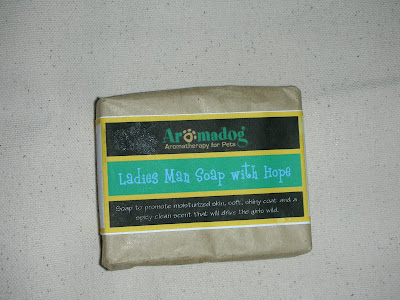 Aromadog
Aromatherapy for Pets
Ladies Man Soap with Hope
Soap to promote moisturized skin, soft, shiny coat and a
spicy clean scent that will drive the girls wild.